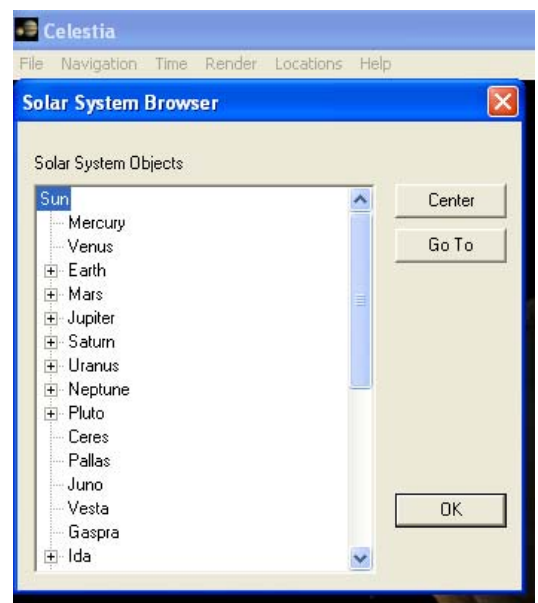 Celestia
File Navigation Time Render Locations Help
Solar System Browser
Solar System Objects
Sun
Mercury
Venus
Earth
Mars
Jupiter
Saturn
Uranus
Neptune
Pluto
Ceres
Pallas
Juno
Vesta
Gaspra
Ida
Center
Go To
OK